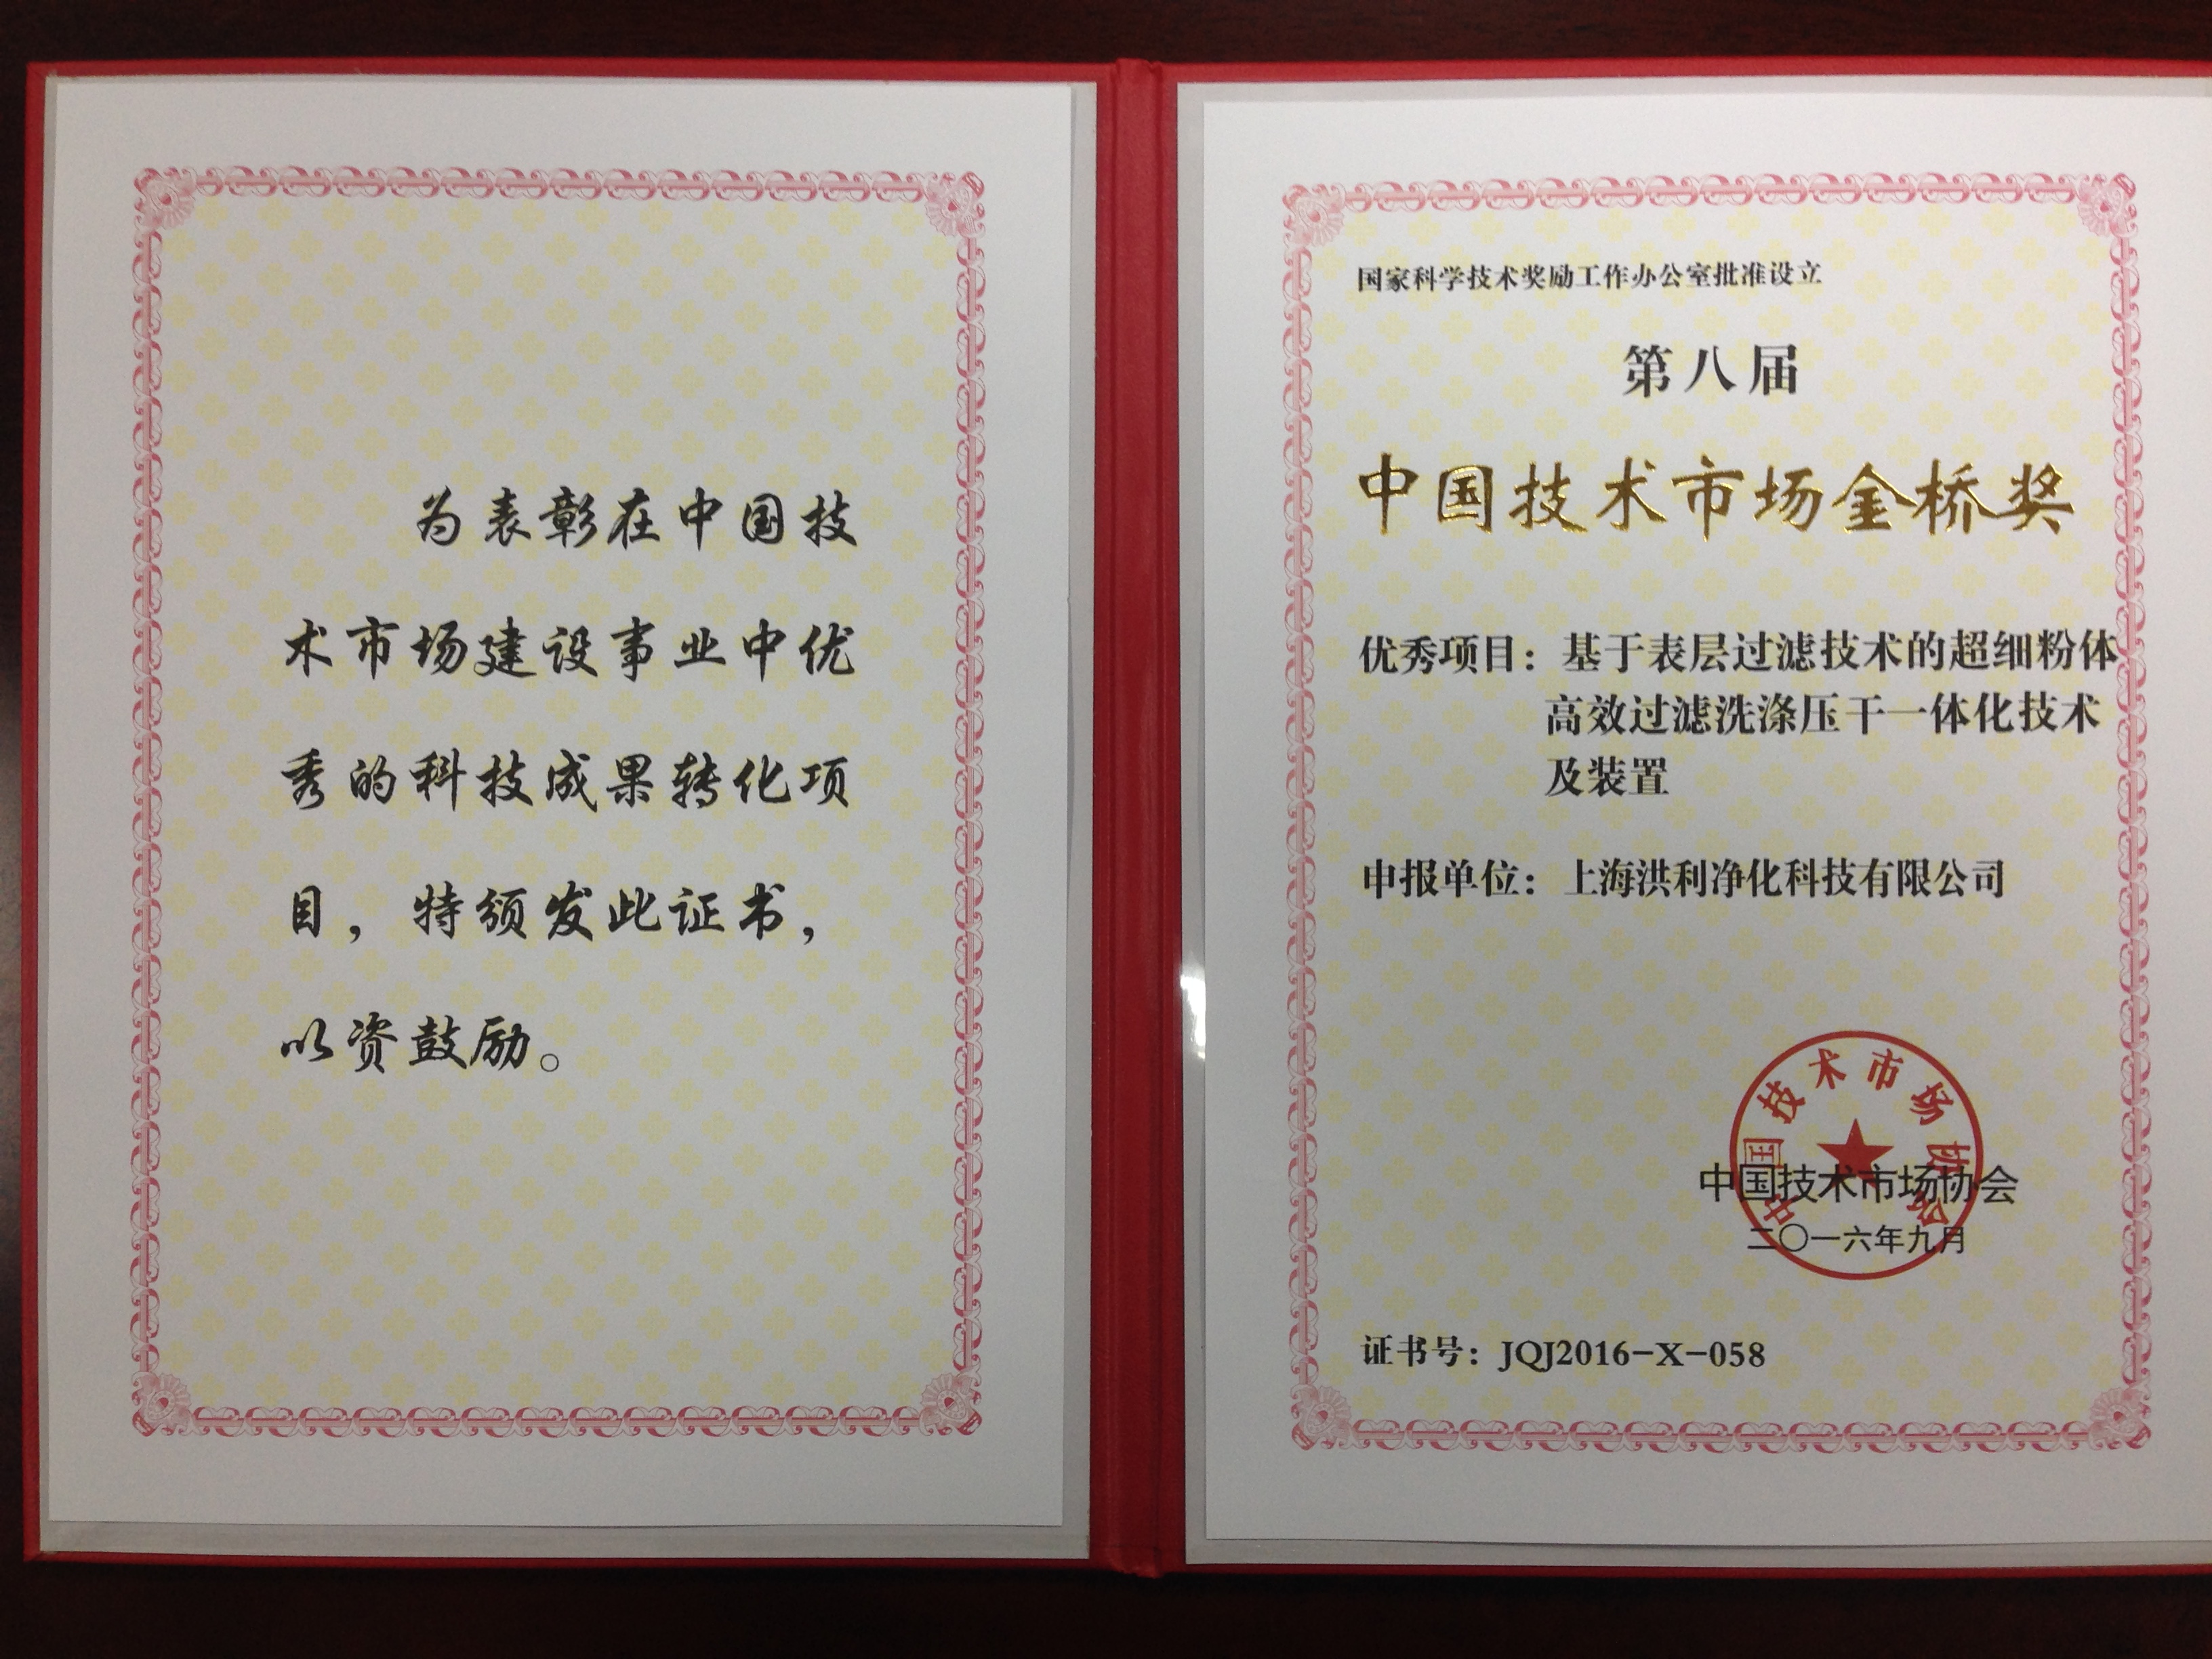 为表彰在中国技
术市场建设事业中优
秀的科技成果转化项
目，特颁发此证书，
以资鼓励。
国家科学技术奖励工作办公室批准设立
第八届
中国技术市场金桥奖
优秀项目：基于表层过滤技术的超细粉体
高效过滤洗涤压干一体化技术
及装置
申报单位：上海洪利净化科技有限公司
中国技术市场协会
中国技术市场协会
二〇一六年九月
证书号：JQJ2016-X-058